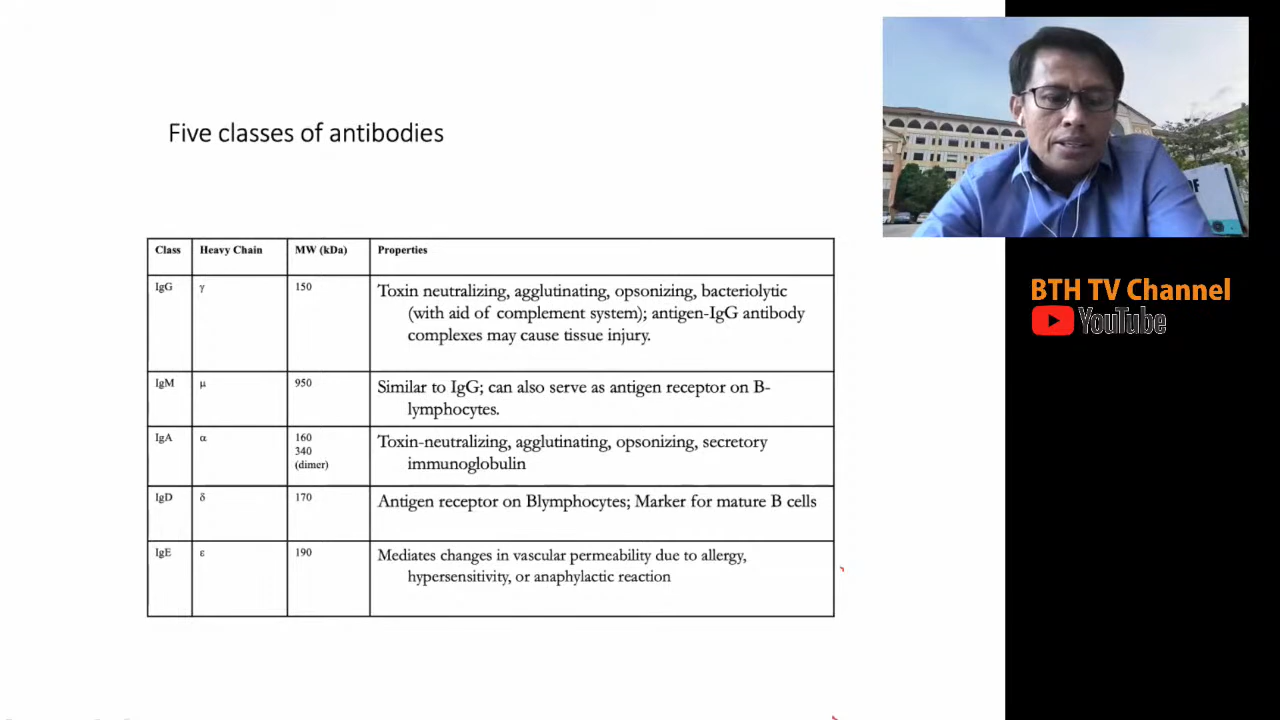 Five classes of antibodies
Class Heavy Chain MW (kDa) Properties
IgG γ 150 Toxin neutralizing, agglutinating, opsonizing, bacteriolytic
(with aid of complement system); antigen-IgG antibody
complexes may cause tissue injury.
IgM μ 950 Similar to IgG; can also serve as antigen receptor on B-
lymphocytes.
IgA α 160 Toxin-neutralizing, agglutinating, opsonizing, secretory
340 immunoglobulin
(dimer)
IgD δ 170 Antigen receptor on Blymphocytes; Marker for mature B cells
IgE ε 190 Mediates changes in vascular permeability due to allergy,
hypersensitivity, or anaphylactic reaction
BTH TV Channel
YouTube